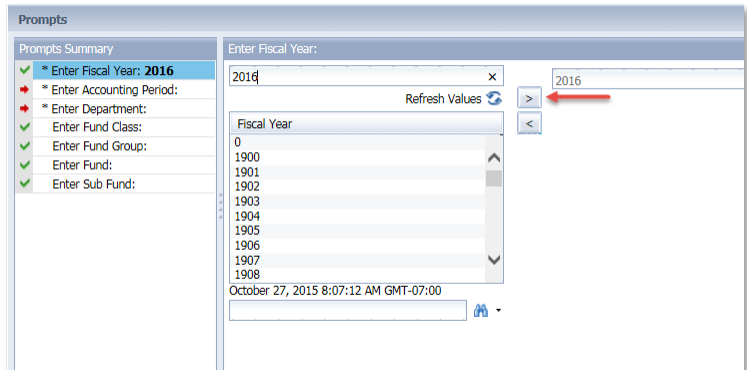 Prompts
Prompts Summary
* Enter Fiscal Year: 2016
* Enter Accounting Period:
* Enter Department:
Enter Fund Class:
Enter Fund Group:
Enter Fund:
Enter Sub Fund:
Enter Fiscal Year:
2016
Refresh Values
Fiscal Year
0
1900
1901
1902
1903
1904
1905
1906
1907
1908
October 27, 2015 8:07:12 AM GMT-07:00
>
<
2016